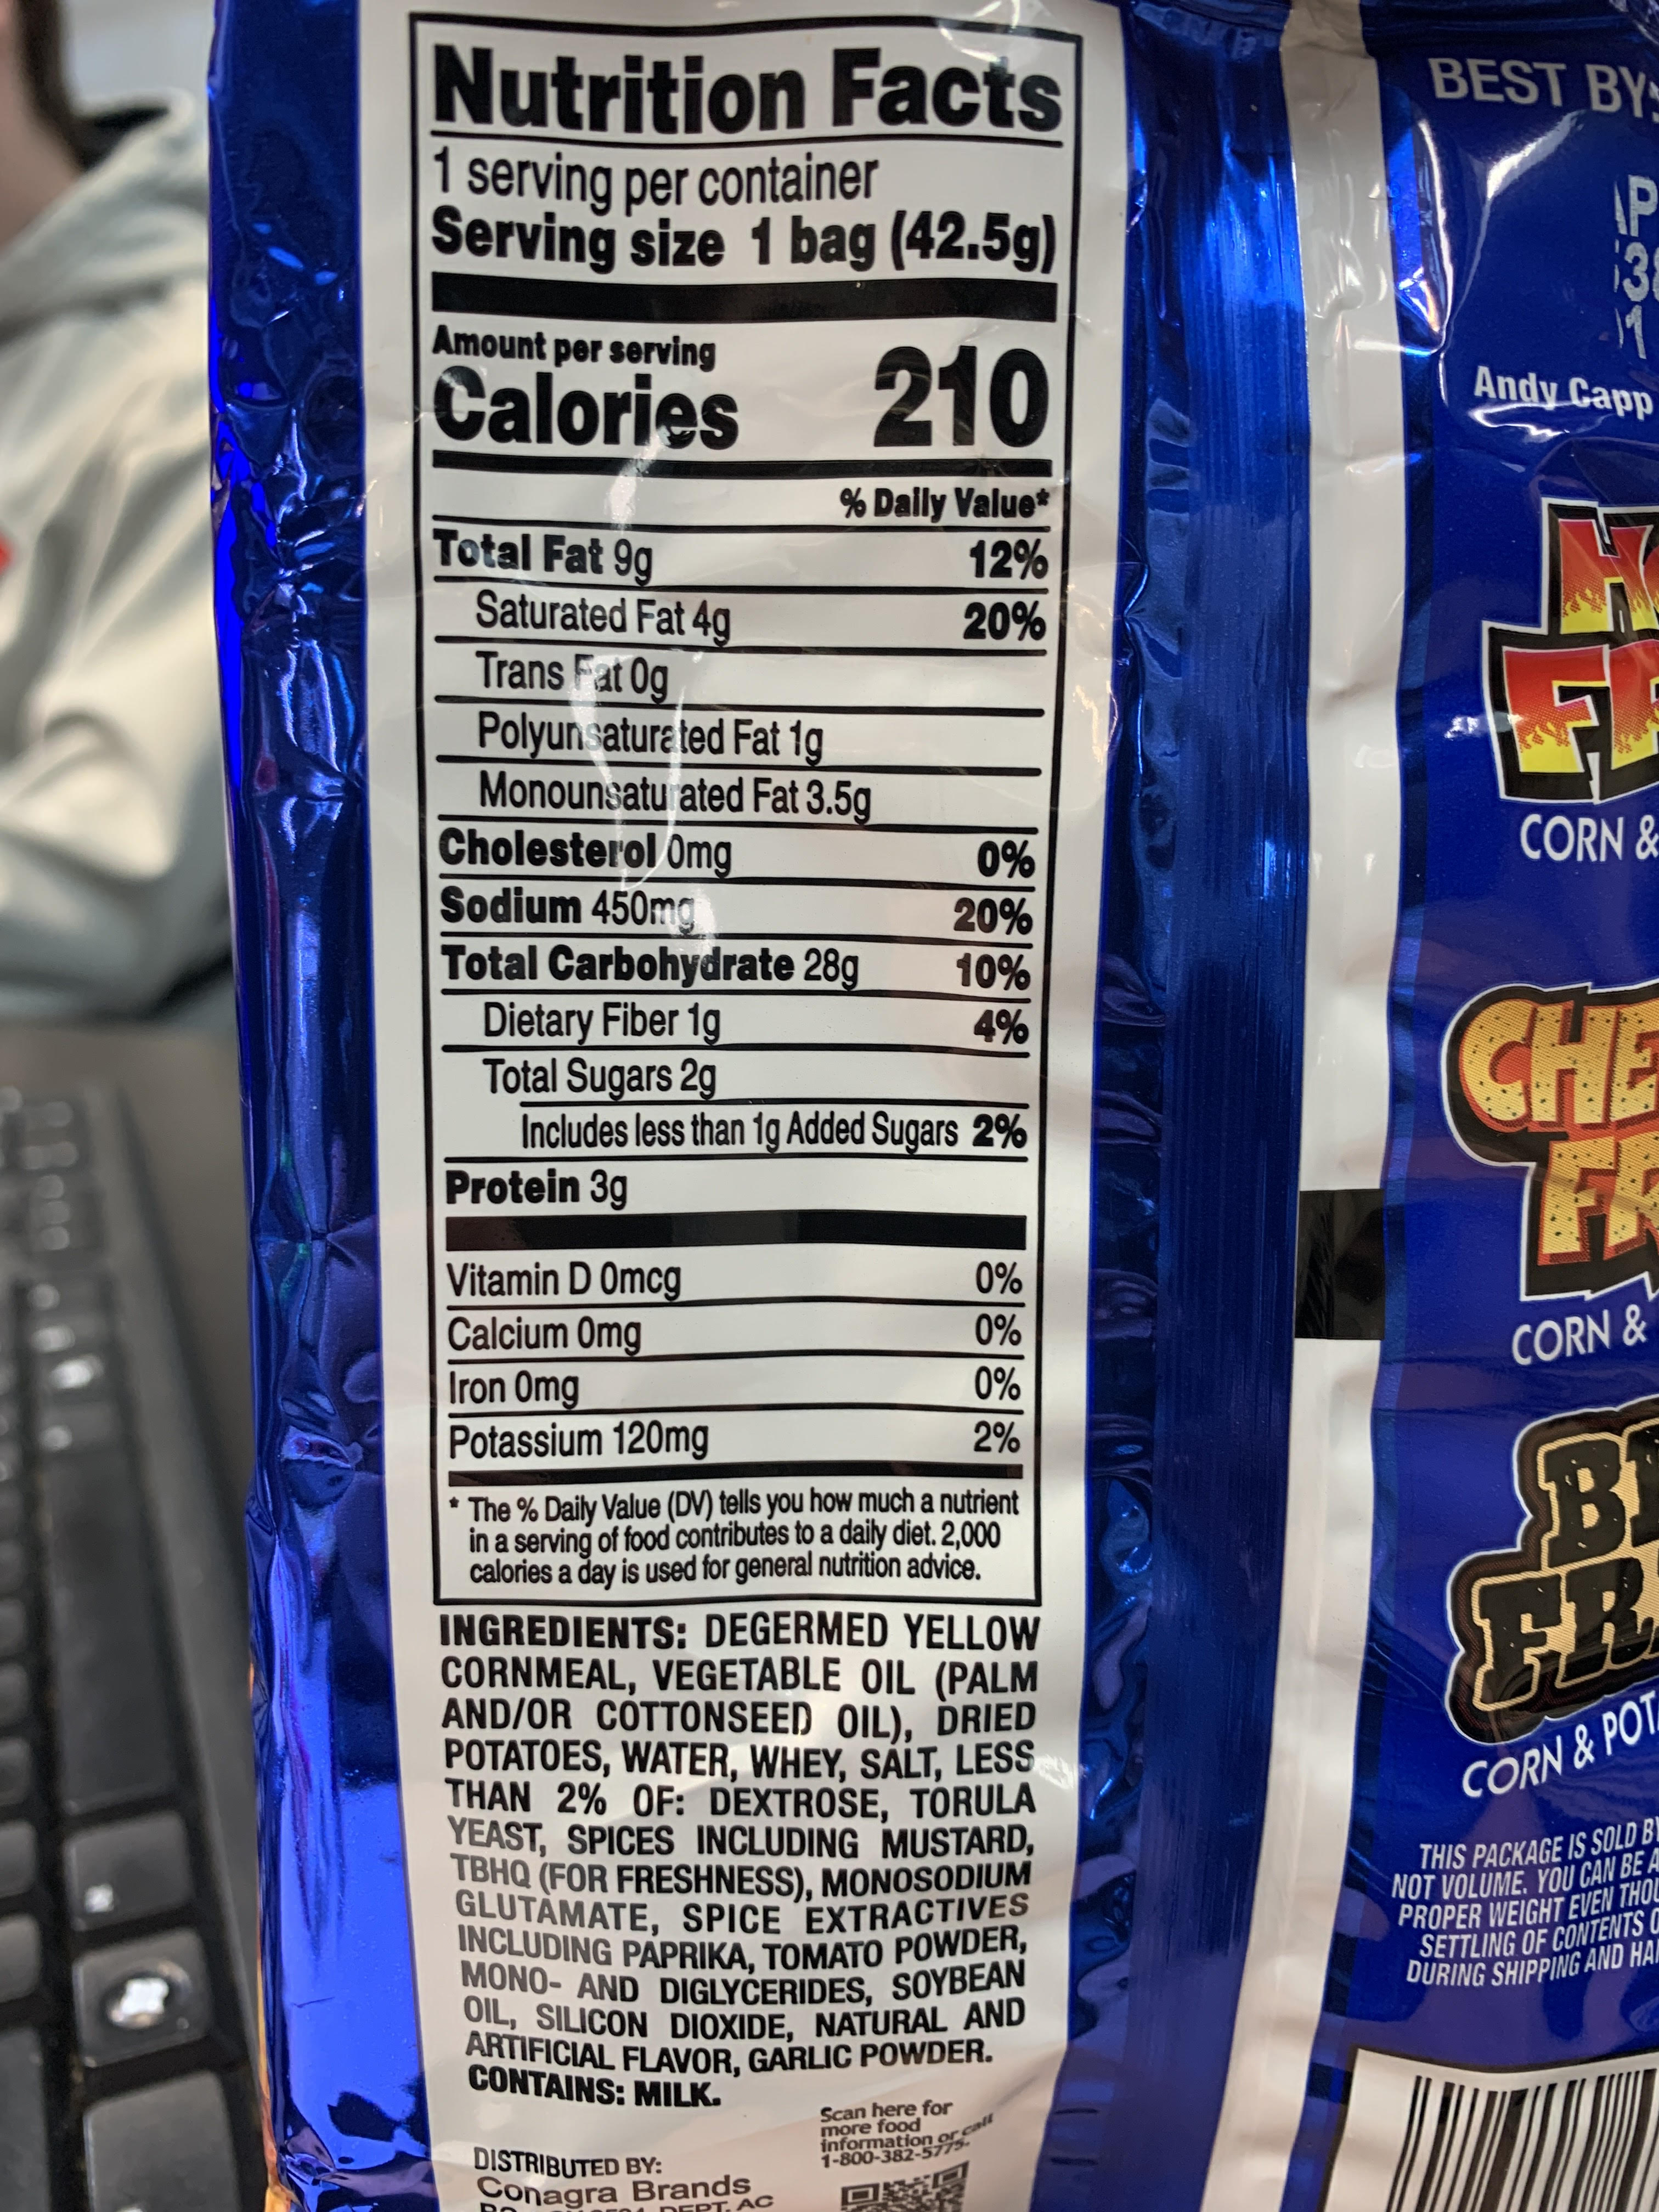 Nutrition Facts
1 serving per container
Serving size 1 bag (42.5g)
Amount per serving
Calories 210
% Daily Value*
Total Fat 9g 12%
Saturated Fat 4g 20%
Trans Fat 0g
Polyunsaturated Fat 1g
Monounsaturated Fat 3.5g
Cholesterol 0mg 0%
Sodium 450mg 20%
Total Carbohydrate 28g 10%
Dietary Fiber 1g 4%
Total Sugars 2g
Includes less than 1g Added Sugars 2%
Protein 3g
Vitamin D 0mcg 0%
Calcium 0mg 0%
Iron 0mg 0%
Potassium 120mg 2%
* The % Daily Value (DV) tells you how much a nutrient
in a serving of food contributes to a daily diet. 2,000
calories a day is used for general nutrition advice.
INGREDIENTS: DEGERMED YELLOW
CORNMEAL, VEGETABLE OIL (PALM
AND/OR COTTONSEED OIL), DRIED
POTATOES, WATER, WHEY, SALT, LESS
THAN 2% OF: DEXTROSE, TORULA
YEAST, SPICES INCLUDING MUSTARD,
TBHQ (FOR FRESHNESS), MONOSODIUM
GLUTAMATE, SPICE EXTRACTIVES
INCLUDING PAPRIKA, TOMATO POWDER,
MONO- AND DIGLYCERIDES, SOYBEAN
OIL, SILICON DIOXIDE, NATURAL AND
ARTIFICIAL FLAVOR, GARLIC POWDER.
CONTAINS: MILK.
DISTRIBUTED BY:
Conagra Brands
DEPT. AC
Scan here for
more food
information or call
1-800-382-5775.
BEST BY:
Andy Capp
CORN &
CORN &
CORN &
THIS PACKAGE IS SOLD BY
NOT VOLUME. YOU CAN BE
PROPER WEIGHT EVEN
SETTLING OF CONTENTS
DURING SHIPPING AND